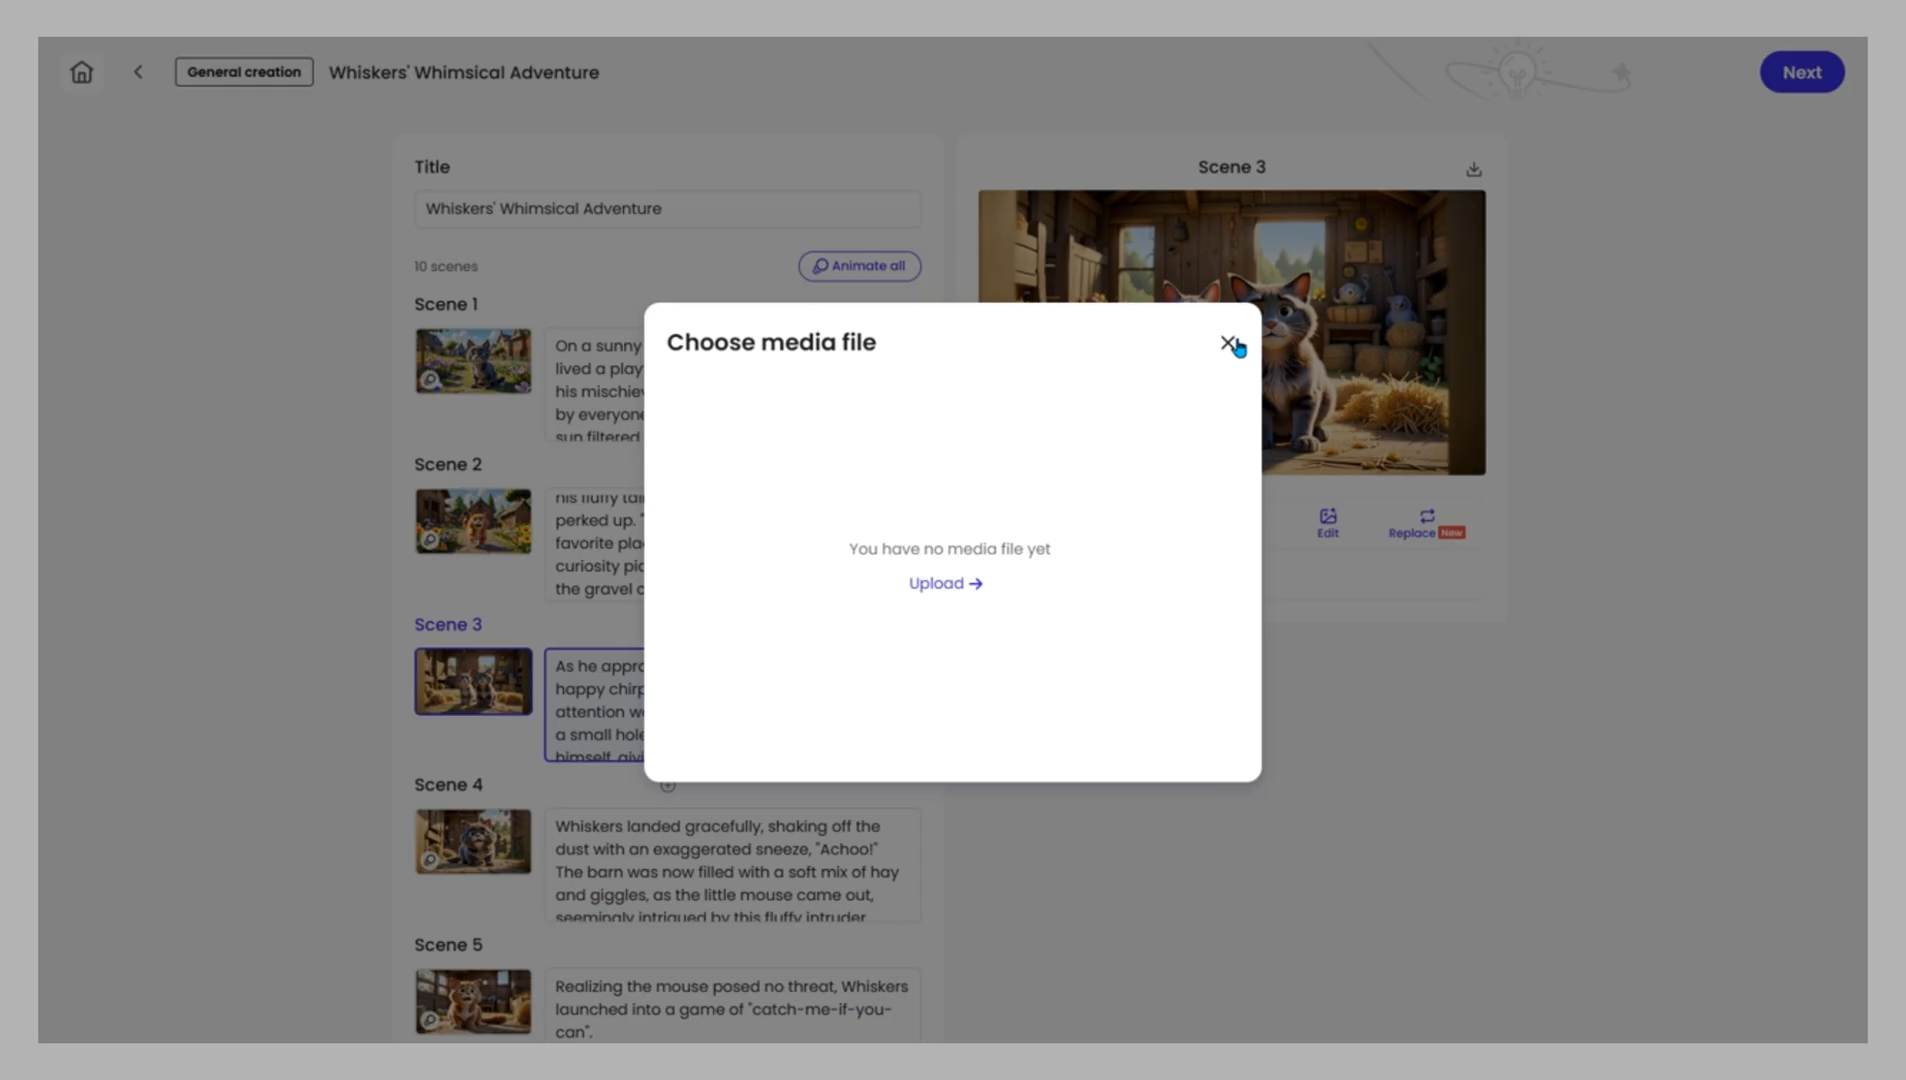 General creation
Whiskers' Whimsical Adventure
Next
Title
Whiskers' Whimsical Adventure
10 scenes
Animate all
Scene 1
On a sunny
lived a play
his mischie
by everyone
sun filtered
Scene 2
his fluffy tai
perked up. "
favorite pla
curiosity pic
the gravel c
Scene 3
As he appro
happy chirp
attention w
a small hole
himself, givi
Scene 4
Whiskers landed gracefully, shaking off the
dust with an exaggerated sneeze, "Achoo!"
The barn was now filled with a soft mix of hay
and giggles, as the little mouse came out,
seemingly intrigued by this fluffy intruder
Scene 5
Realizing the mouse posed no threat, Whiskers
launched into a game of "catch-me-if-you-
can".
Scene 3
Edit
Replace New
Choose media file
You have no media file yet
Upload →